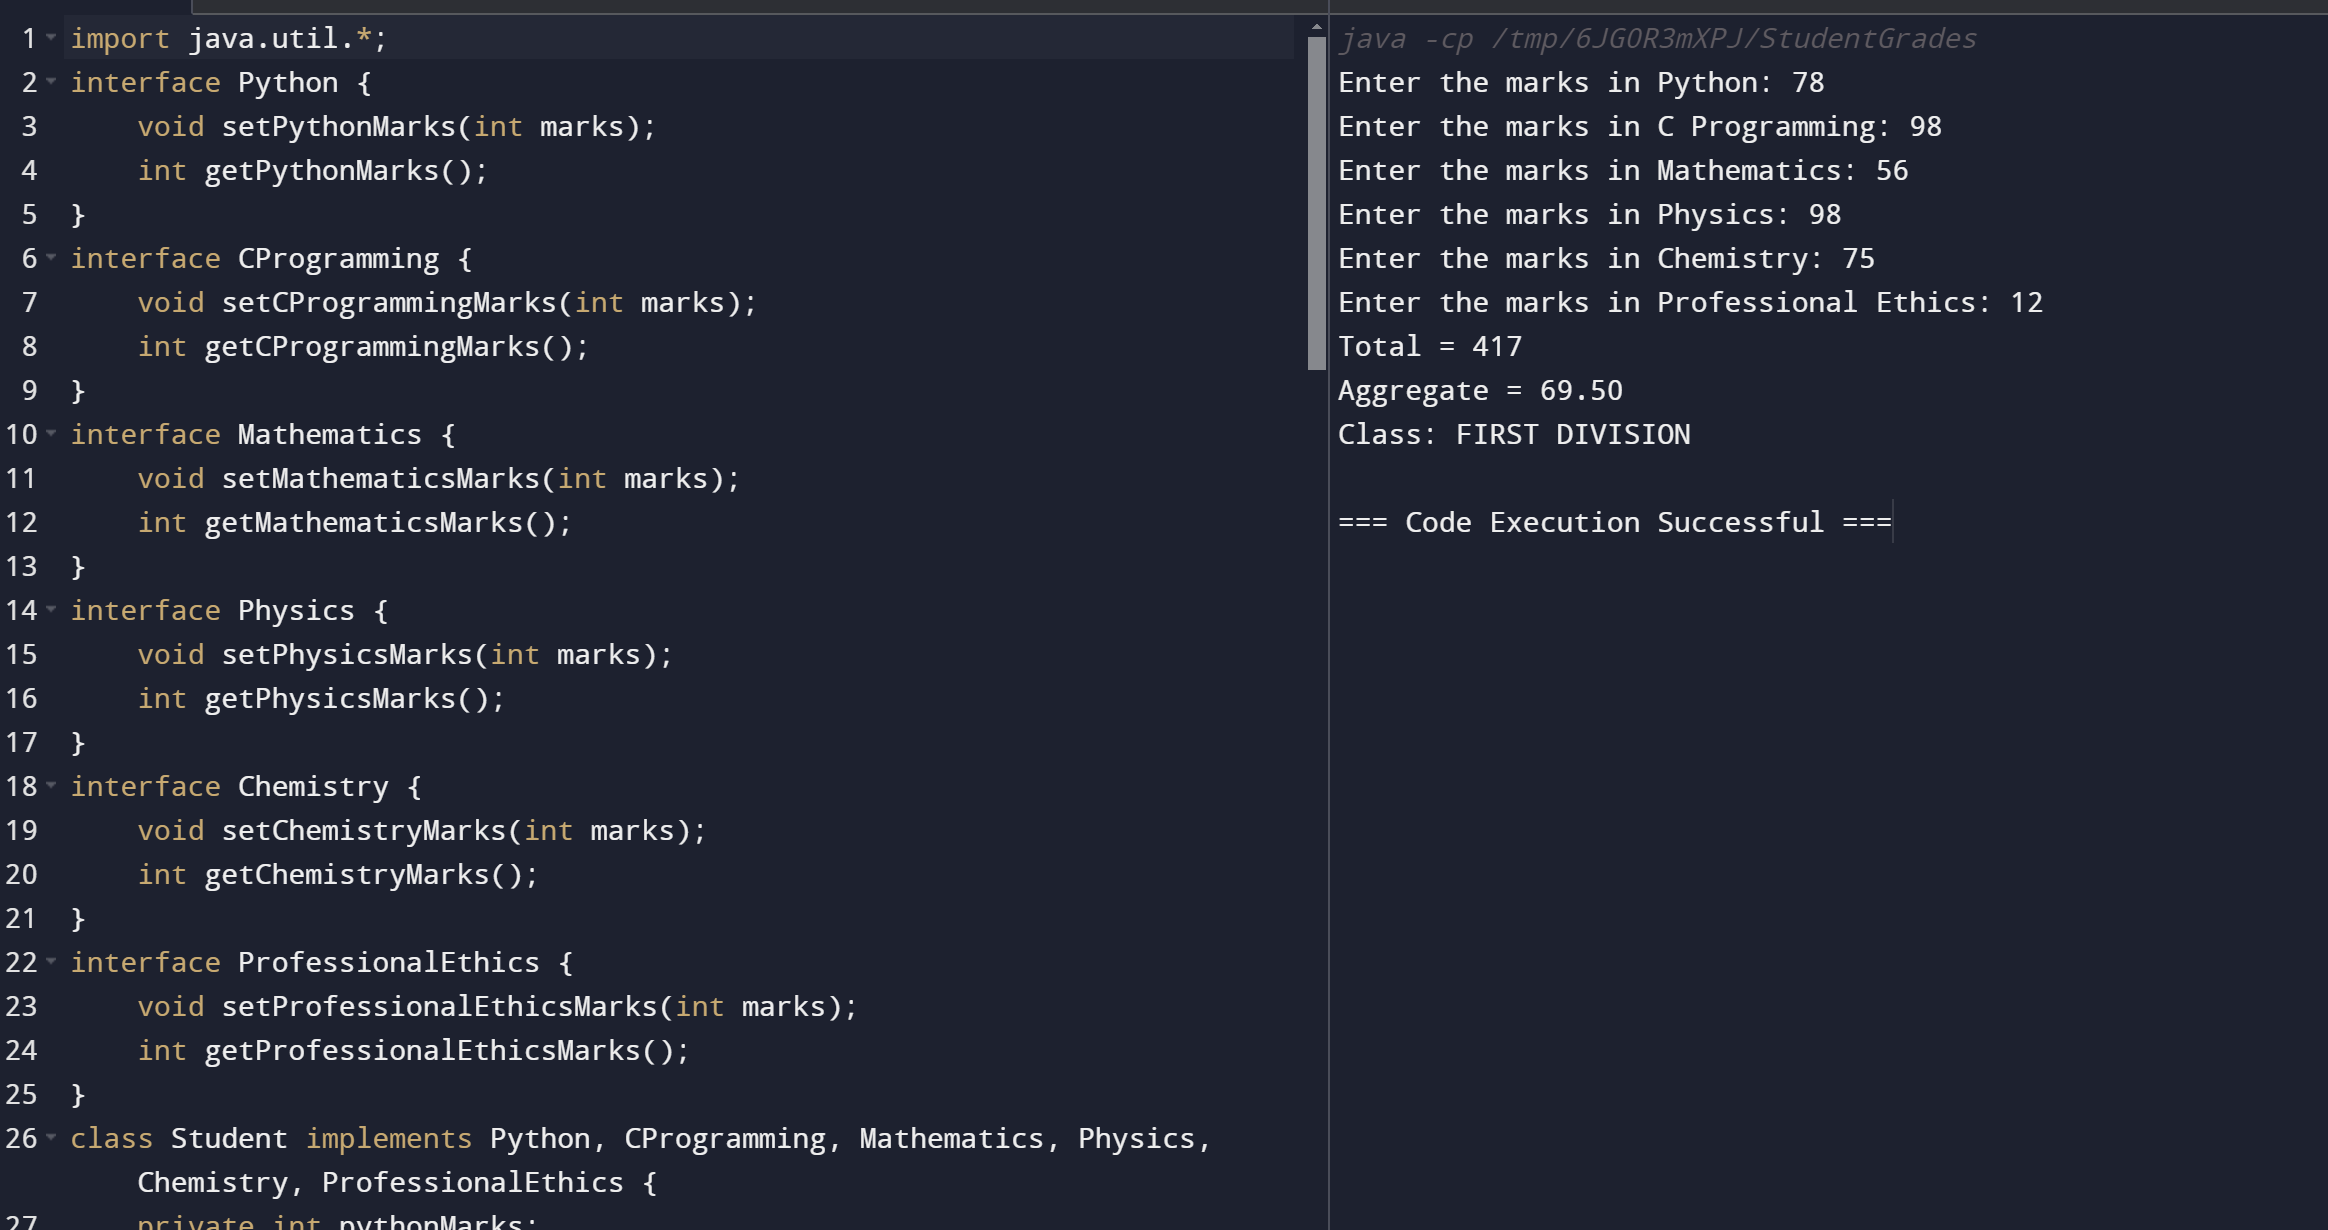 1 import java.util.*;
2 interface Python {
3 void setPythonMarks(int marks);
4 int getPythonMarks();
5 }
6 interface CProgramming {
7 void setCProgrammingMarks(int marks);
8 int getCProgrammingMarks();
9 }
10 interface Mathematics {
11 void setMathematicsMarks(int marks);
12 int getMathematicsMarks();
13 }
14 interface Physics {
15 void setPhysicsMarks(int marks);
16 int getPhysicsMarks();
17 }
18 interface Chemistry {
19 void setChemistryMarks(int marks);
20 int getChemistryMarks();
21 }
22 interface ProfessionalEthics {
23 void setProfessionalEthicsMarks(int marks);
24 int getProfessionalEthicsMarks();
25 }
26 class Student implements Python, CProgramming, Mathematics, Physics,
Chemistry, ProfessionalEthics {
27 private int pythonMarks;
java -cp /tmp/6JGOR3mXPJ/StudentGrades
Enter the marks in Python: 78
Enter the marks in C Programming: 98
Enter the marks in Mathematics: 56
Enter the marks in Physics: 98
Enter the marks in Chemistry: 75
Enter the marks in Professional Ethics: 12
Total = 417
Aggregate = 69.50
Class: FIRST DIVISION
=== Code Execution Successful ===